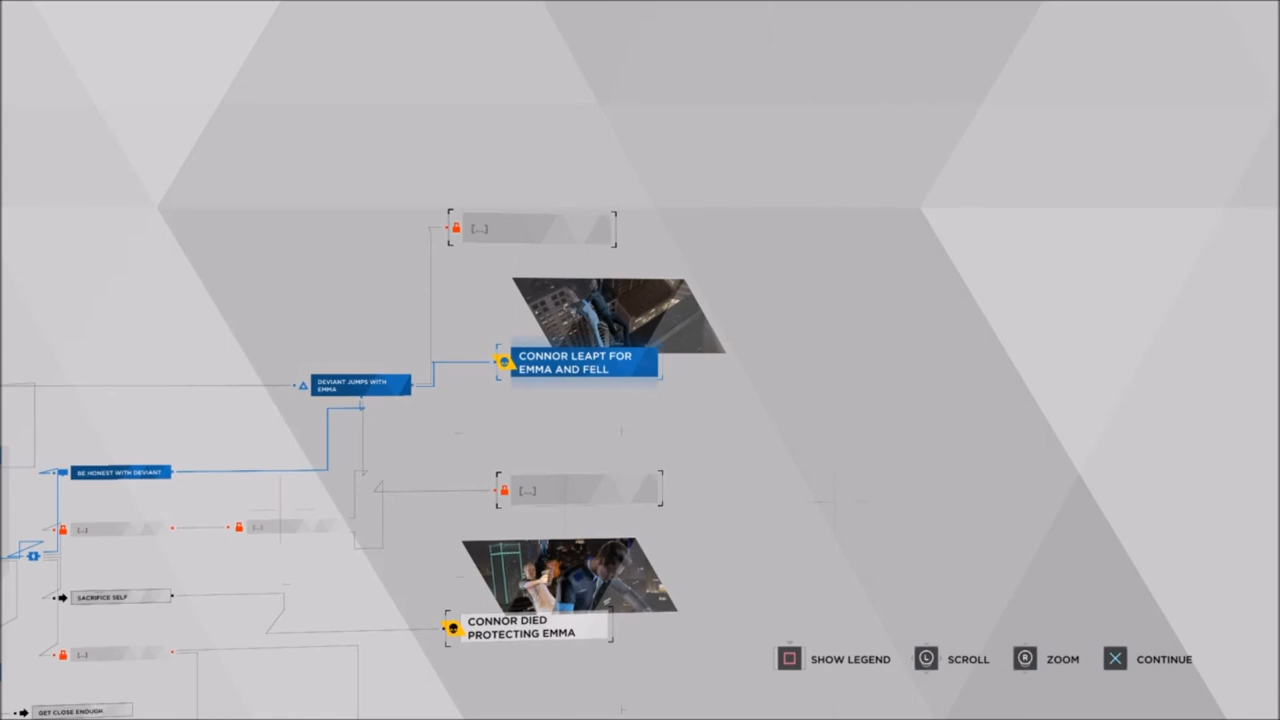 [...]
CONNOR LEAPT FOR
EMMA AND FELL
DEVIANT JUMPS WITH
EMMA
BE HONEST WITH DEVIANT
[...]
[...]
[...]
SACRIFICE SELF
CONNOR DIED
PROTECTING EMMA
[...]
GET CLOSE ENOUGH
SHOW LEGEND
L
SCROLL
R
ZOOM
CONTINUE